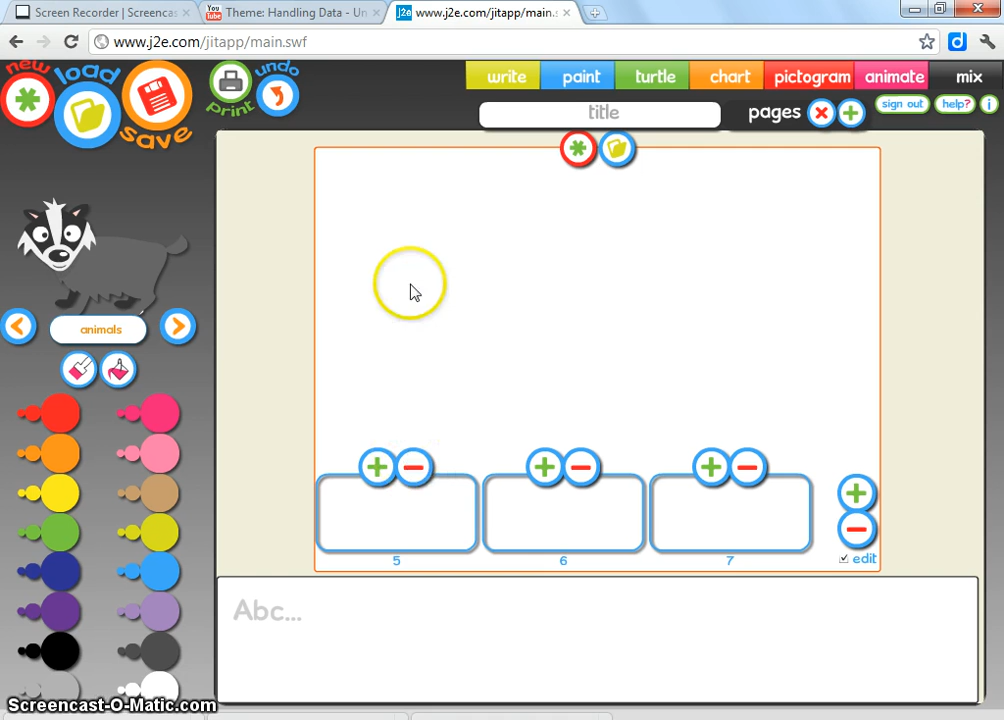 Screen Recorder | Screencas
Theme: Handling Data - Un
www.j2e.com/jitapp/main.s
www.j2e.com/jitapp/main.swf
new
load
save
print
undo
write
paint
turtle
chart
pictogram
animate
mix
title
pages
sign out
help?
i
animals
5
6
7
edit
Abc...
Screencast-O-Matic.com